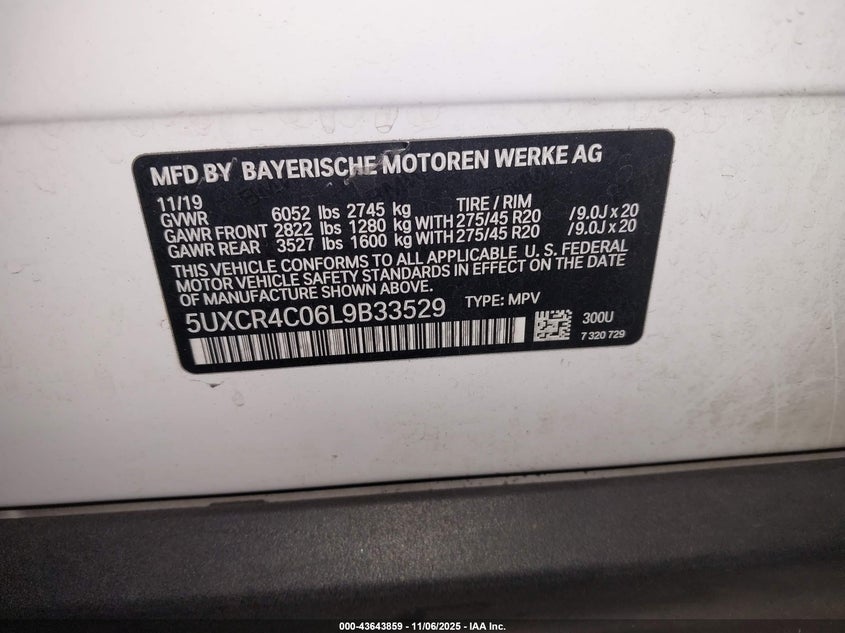 MFD BY BAYERISCHE MOTOREN WERKE AG
11/19 TIRE / RIM
GVWR 6052 lbs 2745 kg
GAWR FRONT 2822 lbs 1280 kg WITH 275/45 R20 /9.0J x 20
GAWR REAR 3527 lbs 1600 kg WITH 275/45 R20 /9.0J x 20
THIS VEHICLE CONFORMS TO ALL APPLICABLE U. S. FEDERAL
MOTOR VEHICLE SAFETY STANDARDS IN EFFECT ON THE DATE
OF MANUFACTURE SHOWN ABOVE.
5UXCR4C06L9B33529 TYPE: MPV 300U
7 320 729
000-43643859 - 11/06/2025 - IAA Inc.